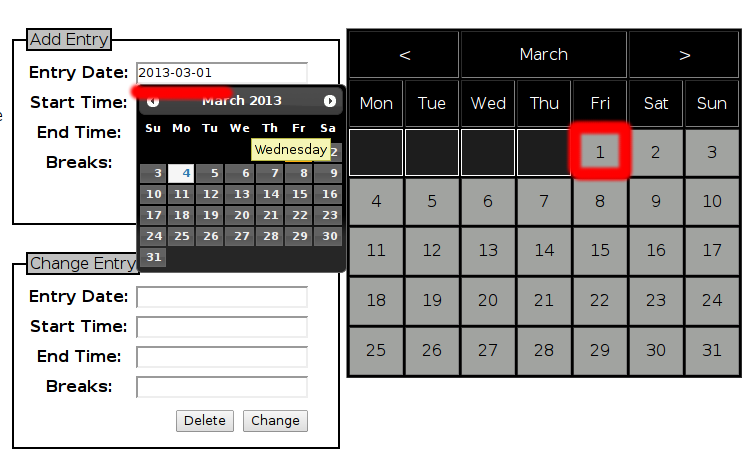 e
Add Entry
Entry Date: 2013-03-01
Start Time:
End Time:
Breaks:
March 2013
Su Mo Tu We Th Fr Sa
Wednesday 2
3 4 5 6 7 8 9
10 11 12 13 14 15 16
17 18 19 20 21 22 23
24 25 26 27 28 29 30
31
Change Entry
Entry Date:
Start Time:
End Time:
Breaks:
Delete Change
< March >
Mon Tue Wed Thu Fri Sat Sun
1 2 3
4 5 6 7 8 9 10
11 12 13 14 15 16 17
18 19 20 21 22 23 24
25 26 27 28 29 30 31